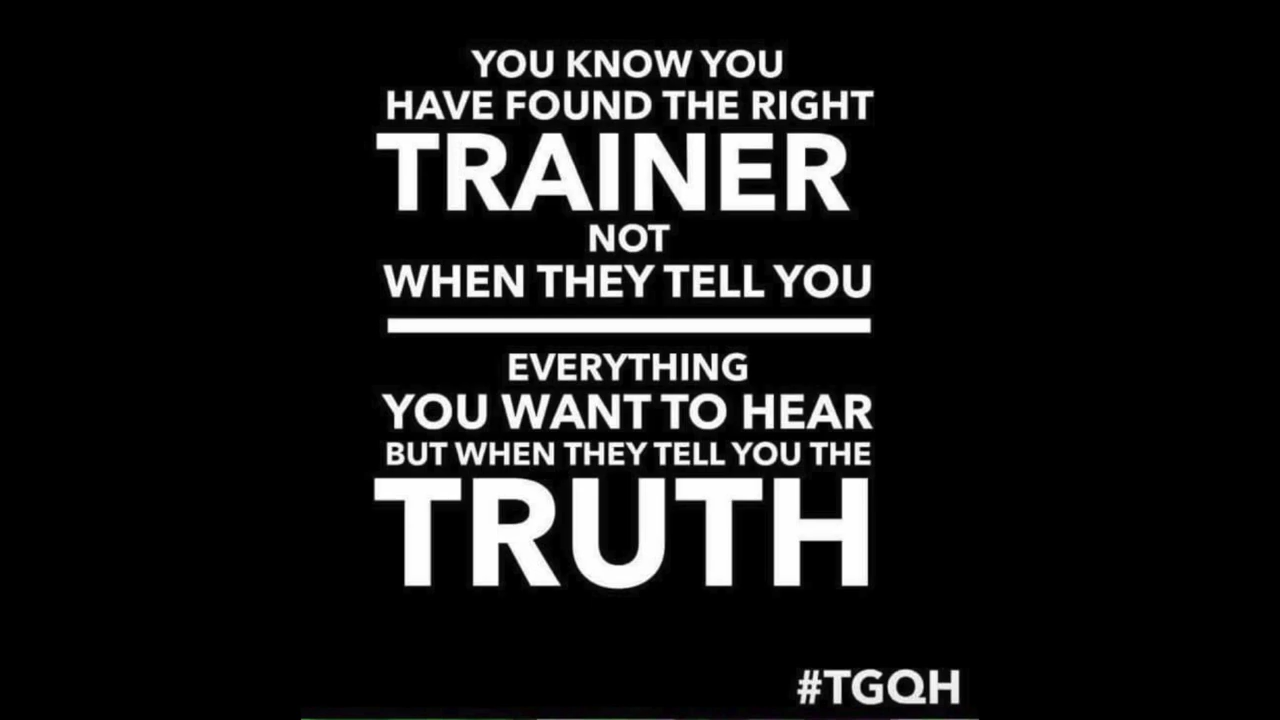 YOU KNOW YOU
HAVE FOUND THE RIGHT
TRAINER
NOT
WHEN THEY TELL YOU
EVERYTHING
YOU WANT TO HEAR
BUT WHEN THEY TELL YOU THE
TRUTH
#TGQH